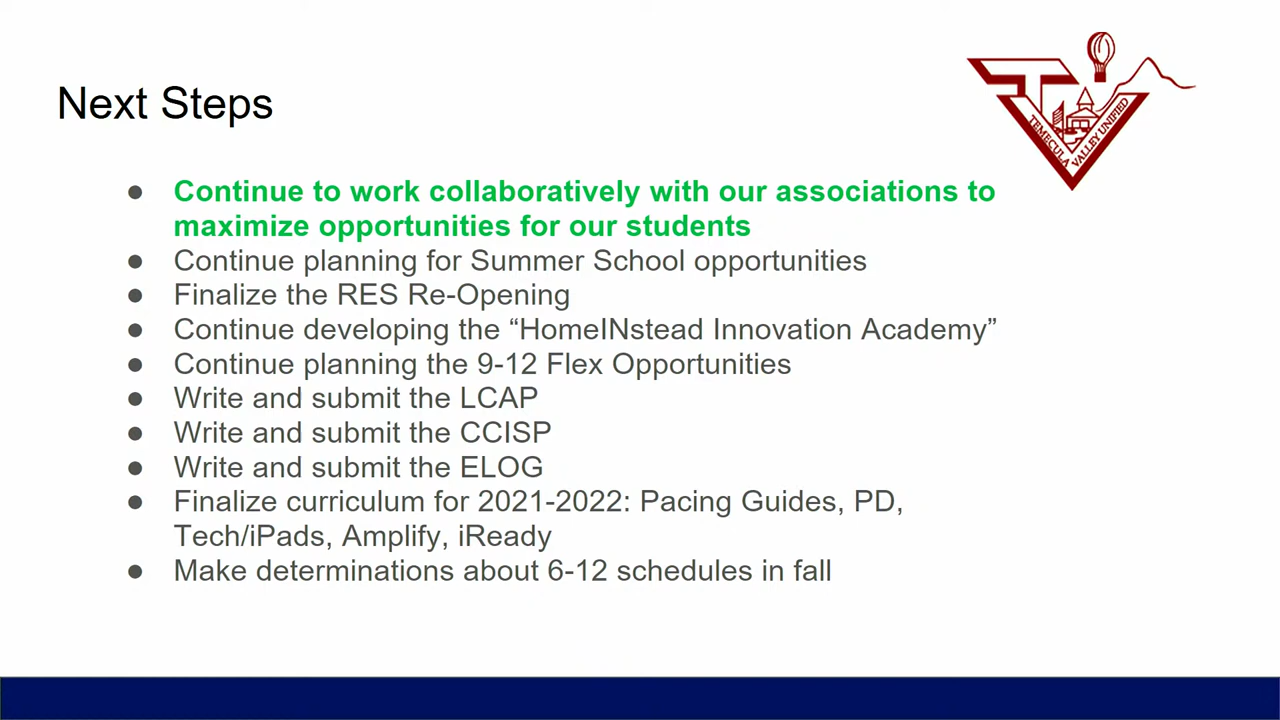 Next Steps
TEMECULA
VALLEY UNIFIED
● Continue to work collaboratively with our associations to
maximize opportunities for our students
● Continue planning for Summer School opportunities
● Finalize the RES Re-Opening
● Continue developing the “HomeINstead Innovation Academy”
● Continue planning the 9-12 Flex Opportunities
● Write and submit the LCAP
● Write and submit the CCISP
● Write and submit the ELOG
● Finalize curriculum for 2021-2022: Pacing Guides, PD,
Tech/iPads, Amplify, iReady
● Make determinations about 6-12 schedules in fall